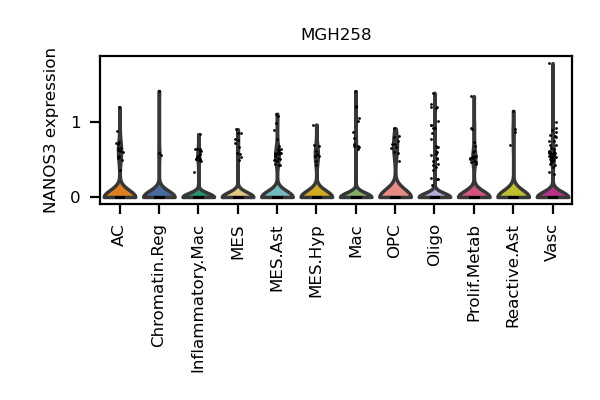 MGH258
NANOS3 expression
1
0
AC
Chromatin.Reg
Inflammatory.Mac
MES
MES.Ast
MES.Hyp
Mac
OPC
Oligo
Prolif.Metab
Reactive.Ast
Vasc